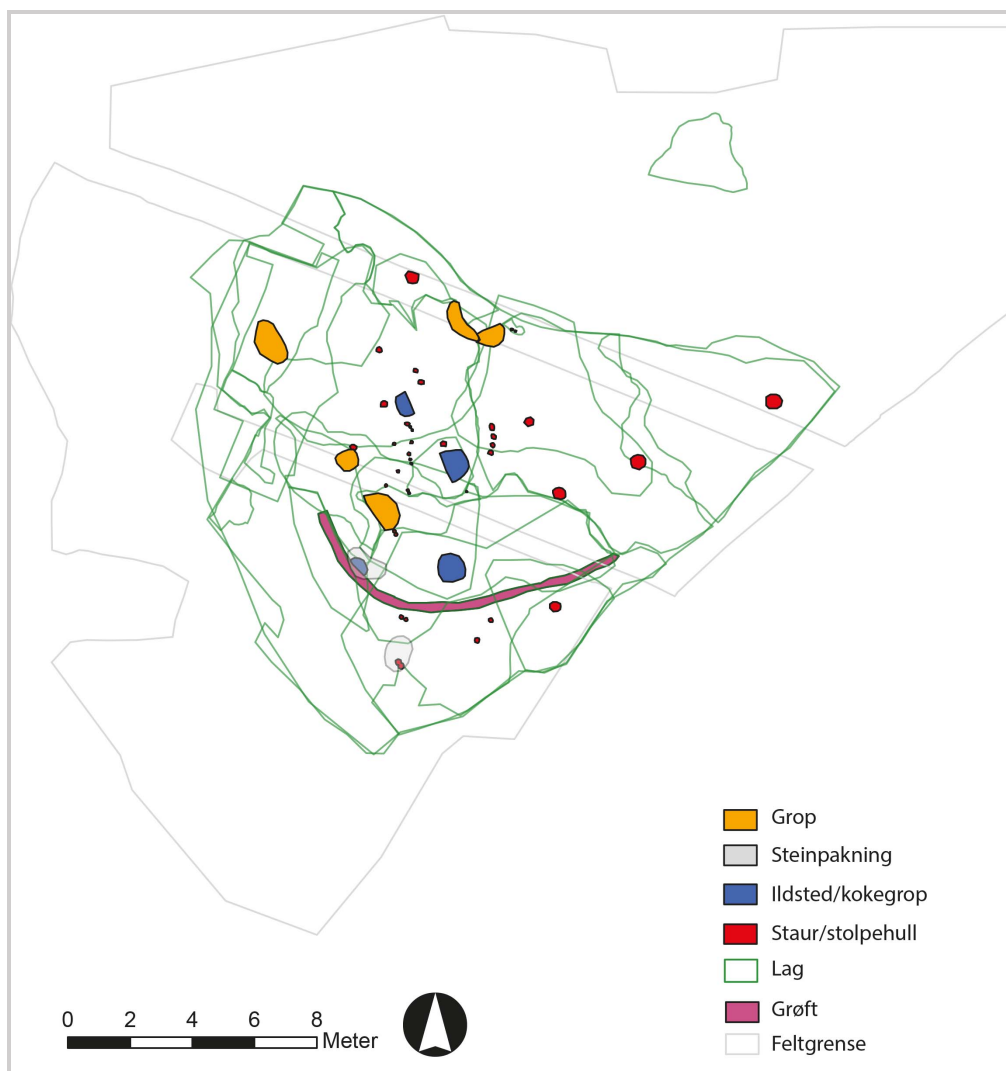 Grop
Steinpakning
Ildsted/kokegrop
Staur/stolpehull
Lag
Grøft
Feltgrense
0 2 4 6 8
Meter